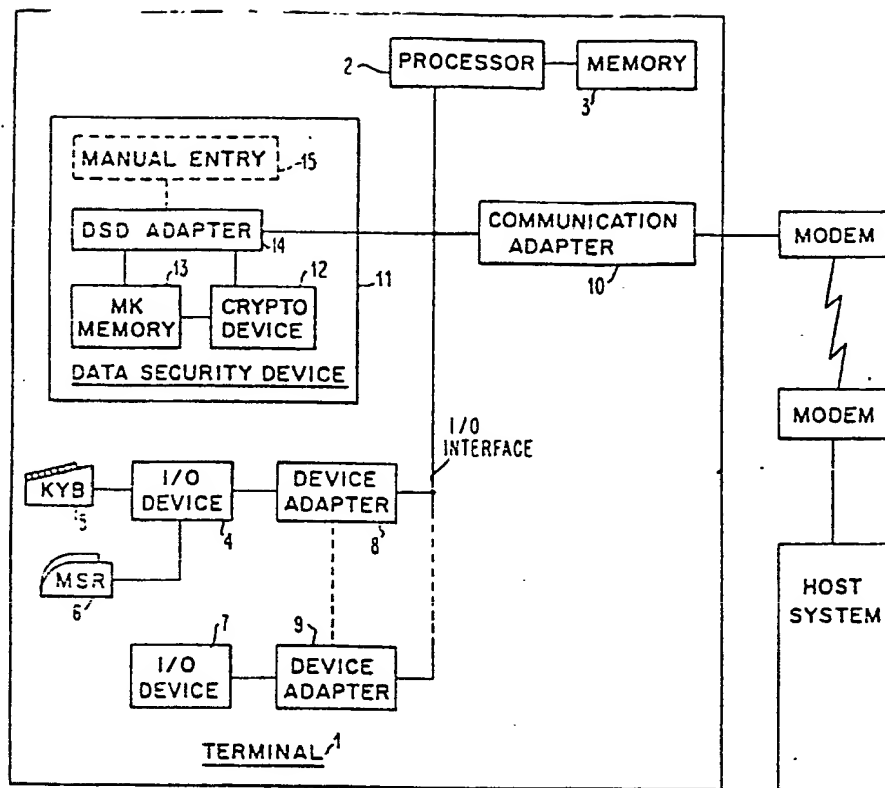 2
PROCESSOR
MEMORY
3
MANUAL ENTRY
15
DSD ADAPTER
14
13
12
MK
MEMORY
CRYPTO
DEVICE
11
DATA SECURITY DEVICE
COMMUNICATION
ADAPTER
10
MODEM
MODEM
I/O
INTERFACE
KYB
5
I/O
DEVICE
4
DEVICE
ADAPTER
8
MSR
6
7
I/O
DEVICE
9
DEVICE
ADAPTER
HOST
SYSTEM
TERMINAL 1